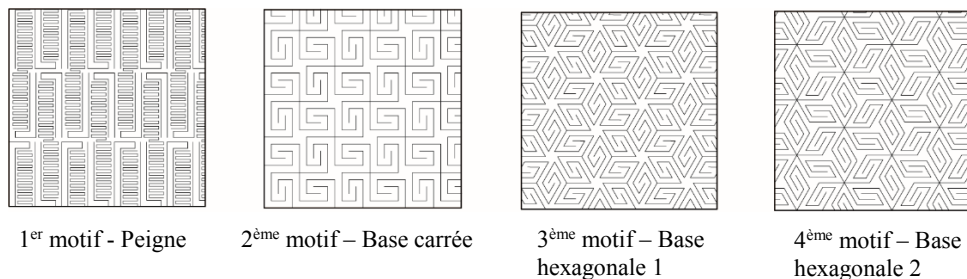 1er motif - Peigne
2ème motif – Base carrée
3ème motif – Base
hexagonale 1
4ème motif – Base
hexagonale 2